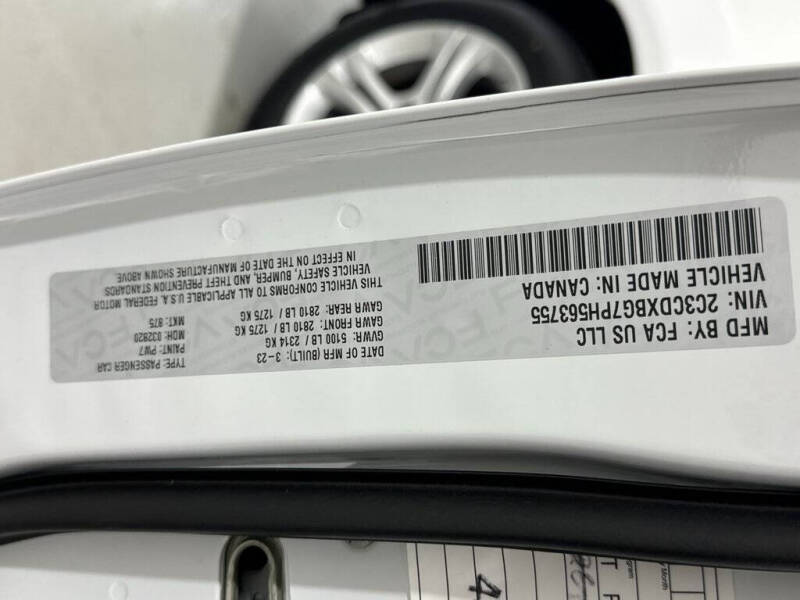 MFD BY: FCA US LLC
VIN: 2C3CDXBG7PH563755
VEHICLE MADE IN: CANADA
DATE OF MFR (BUILT): 3-23
GVWR: 5100 LB / 2314 KG
GAWR FRONT: 2810 LB / 1275 KG
GAWR REAR: 2810 LB / 1275 KG
TYPE: PASSENGER CAR
PAINT: PW7
MDH: 032820
MKT: 875
THIS VEHICLE CONFORMS TO ALL APPLICABLE U.S.A. FEDERAL MOTOR
VEHICLE SAFETY, BUMPER, AND THEFT PREVENTION STANDARDS
IN EFFECT ON THE DATE OF MANUFACTURE SHOWN ABOVE
FCA